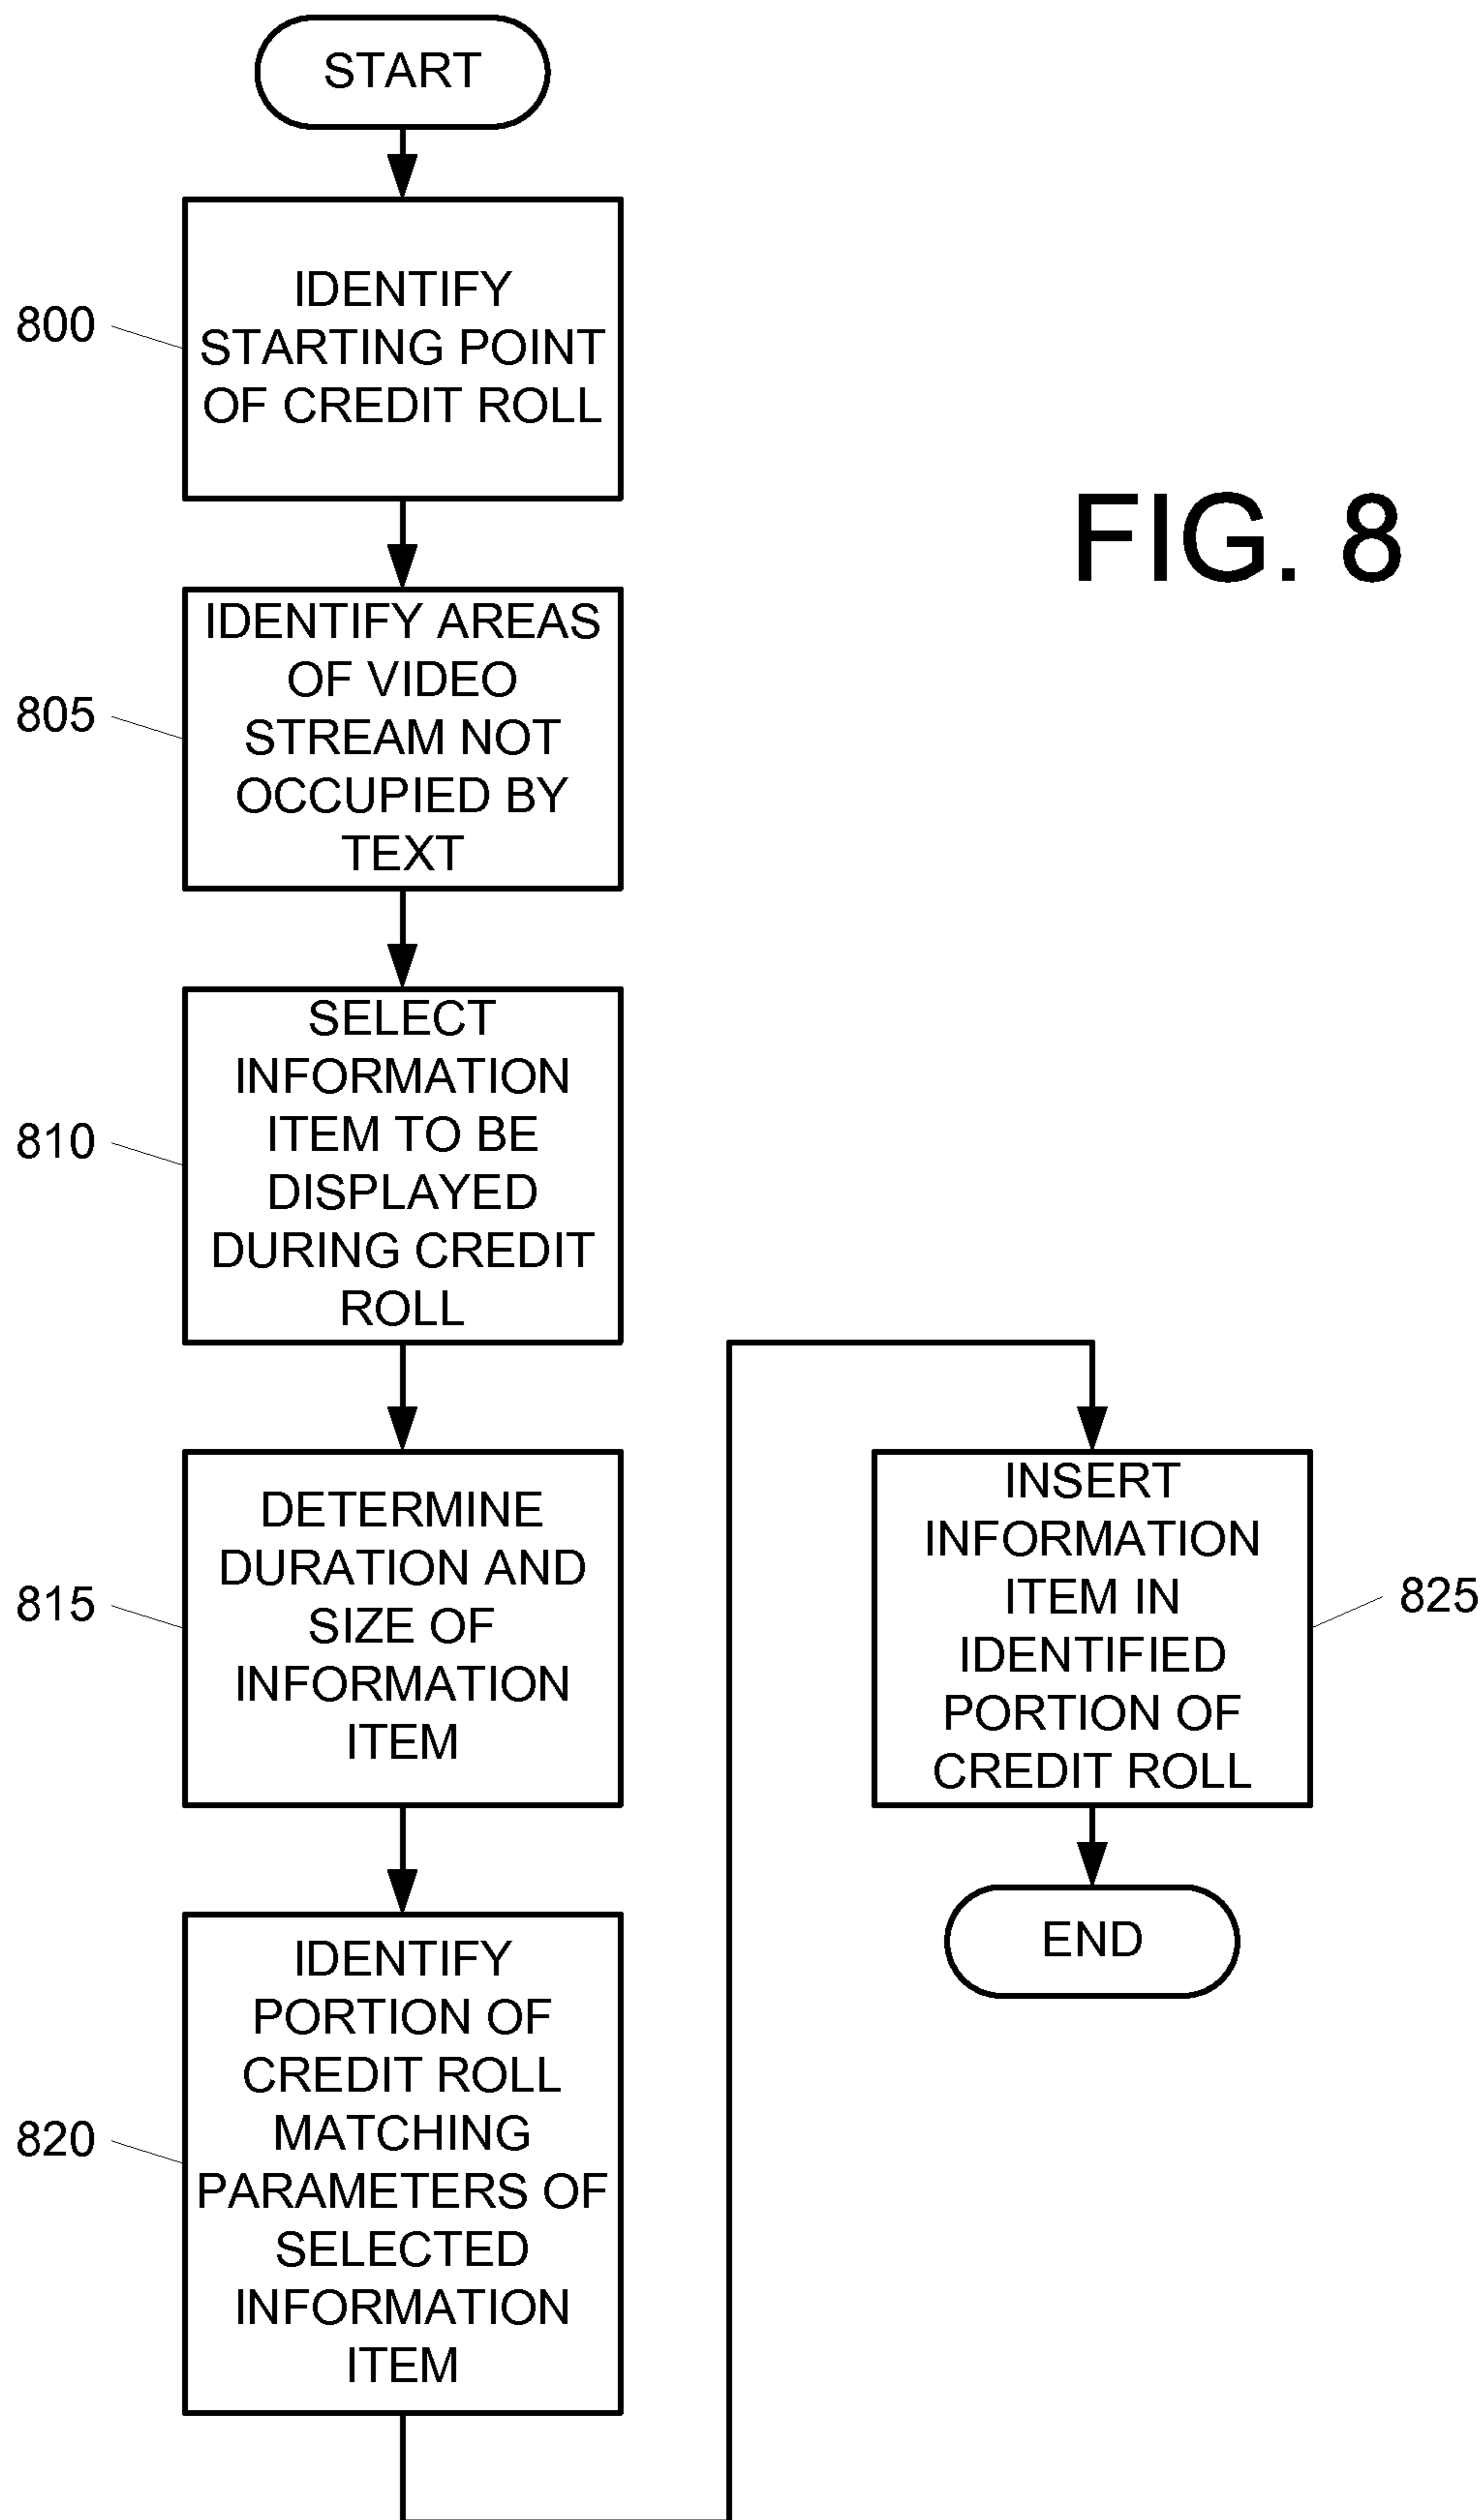 START
800
IDENTIFY
STARTING POINT
OF CREDIT ROLL
FIG. 8
805
IDENTIFY AREAS
OF VIDEO
STREAM NOT
OCCUPIED BY
TEXT
810
SELECT
INFORMATION
ITEM TO BE
DISPLAYED
DURING CREDIT
ROLL
815
DETERMINE
DURATION AND
SIZE OF
INFORMATION
ITEM
820
IDENTIFY
PORTION OF
CREDIT ROLL
MATCHING
PARAMETERS OF
SELECTED
INFORMATION
ITEM
INSERT
INFORMATION
ITEM IN
IDENTIFIED
PORTION OF
CREDIT ROLL
825
END